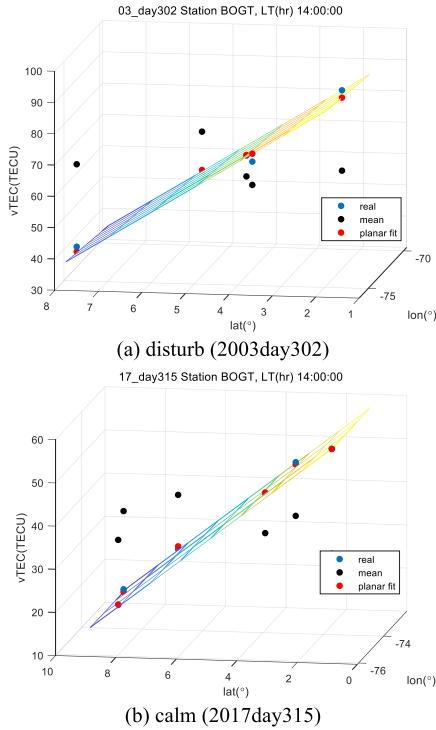 03_day302 Station BOGT, LT(hr) 14:00:00
100
90
80
70
60
50
40
30
vTEC(TECU)
8
7
6
5
4
3
2
1
lat(°)
-70
-75
lon(°)
real
mean
planar fit
(a) disturb (2003day302)
17_day315 Station BOGT, LT(hr) 14:00:00
60
50
40
30
20
10
vTEC(TECU)
10
8
6
4
2
0
lat(°)
-74
-76
lon(°)
real
mean
planar fit
(b) calm (2017day315)